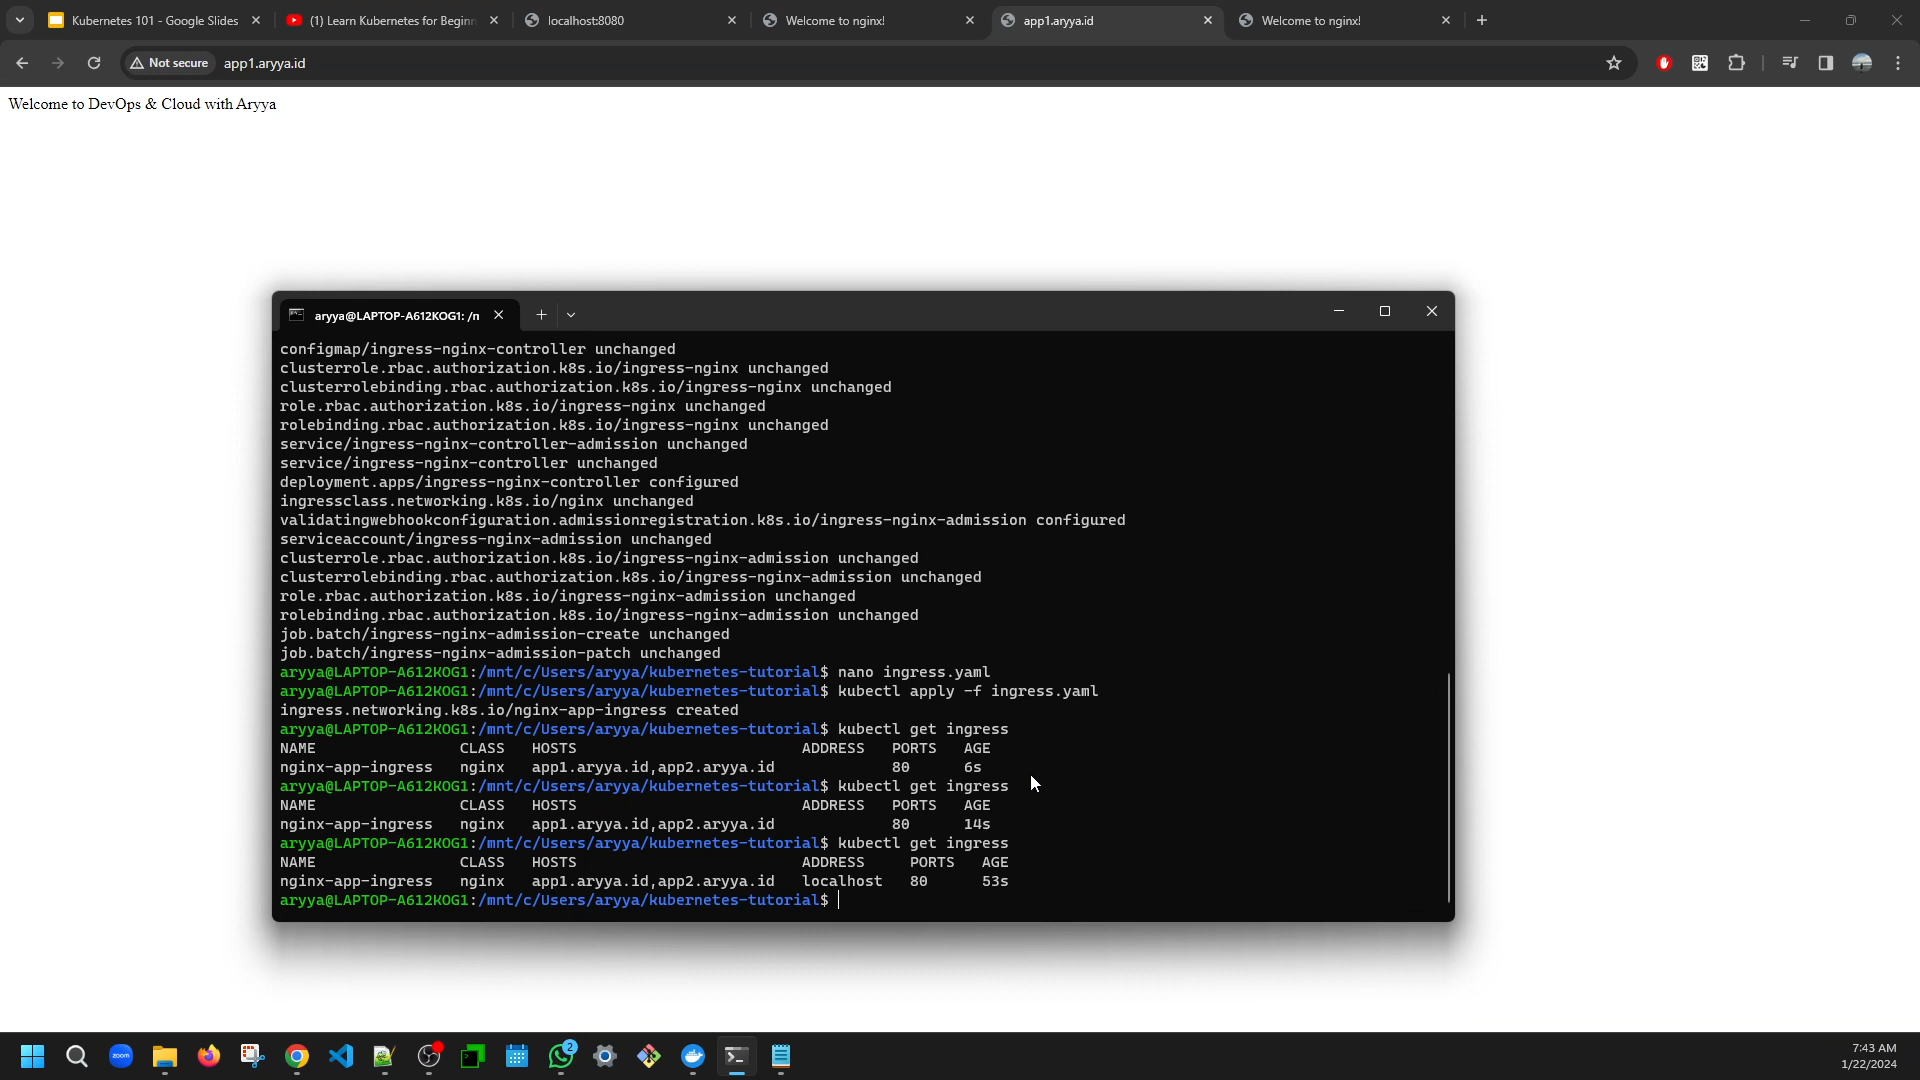 Kubernetes 101 - Google Slides
(1) Learn Kubernetes for Beginn
localhost:8080
Welcome to nginx!
app1.aryya.id
Welcome to nginx!
Not secure
app1.aryya.id
Welcome to DevOps & Cloud with Aryya
aryya@LAPTOP-A612KOG1: /n
configmap/ingress-nginx-controller unchanged
clusterrole.rbac.authorization.k8s.io/ingress-nginx unchanged
clusterrolebinding.rbac.authorization.k8s.io/ingress-nginx unchanged
role.rbac.authorization.k8s.io/ingress-nginx unchanged
rolebinding.rbac.authorization.k8s.io/ingress-nginx unchanged
service/ingress-nginx-controller-admission unchanged
service/ingress-nginx-controller unchanged
deployment.apps/ingress-nginx-controller configured
ingressclass.networking.k8s.io/nginx unchanged
validatingwebhookconfiguration.admissionregistration.k8s.io/ingress-nginx-admission configured
serviceaccount/ingress-nginx-admission unchanged
clusterrole.rbac.authorization.k8s.io/ingress-nginx-admission unchanged
clusterrolebinding.rbac.authorization.k8s.io/ingress-nginx-admission unchanged
role.rbac.authorization.k8s.io/ingress-nginx-admission unchanged
rolebinding.rbac.authorization.k8s.io/ingress-nginx-admission unchanged
job.batch/ingress-nginx-admission-create unchanged
job.batch/ingress-nginx-admission-patch unchanged
aryya@LAPTOP-A612KOG1:/mnt/c/Users/aryya/kubernetes-tutorial$ nano ingress.yaml
aryya@LAPTOP-A612KOG1:/mnt/c/Users/aryya/kubernetes-tutorial$ kubectl apply -f ingress.yaml
ingress.networking.k8s.io/nginx-app-ingress created
aryya@LAPTOP-A612KOG1:/mnt/c/Users/aryya/kubernetes-tutorial$ kubectl get ingress
NAME CLASS HOSTS ADDRESS PORTS AGE
nginx-app-ingress nginx app1.aryya.id,app2.aryya.id 80 6s
aryya@LAPTOP-A612KOG1:/mnt/c/Users/aryya/kubernetes-tutorial$ kubectl get ingress
NAME CLASS HOSTS ADDRESS PORTS AGE
nginx-app-ingress nginx app1.aryya.id,app2.aryya.id 80 14s
aryya@LAPTOP-A612KOG1:/mnt/c/Users/aryya/kubernetes-tutorial$ kubectl get ingress
NAME CLASS HOSTS ADDRESS PORTS AGE
nginx-app-ingress nginx app1.aryya.id,app2.aryya.id localhost 80 53s
aryya@LAPTOP-A612KOG1:/mnt/c/Users/aryya/kubernetes-tutorial$
zoom
2
7:43 AM
1/22/2024